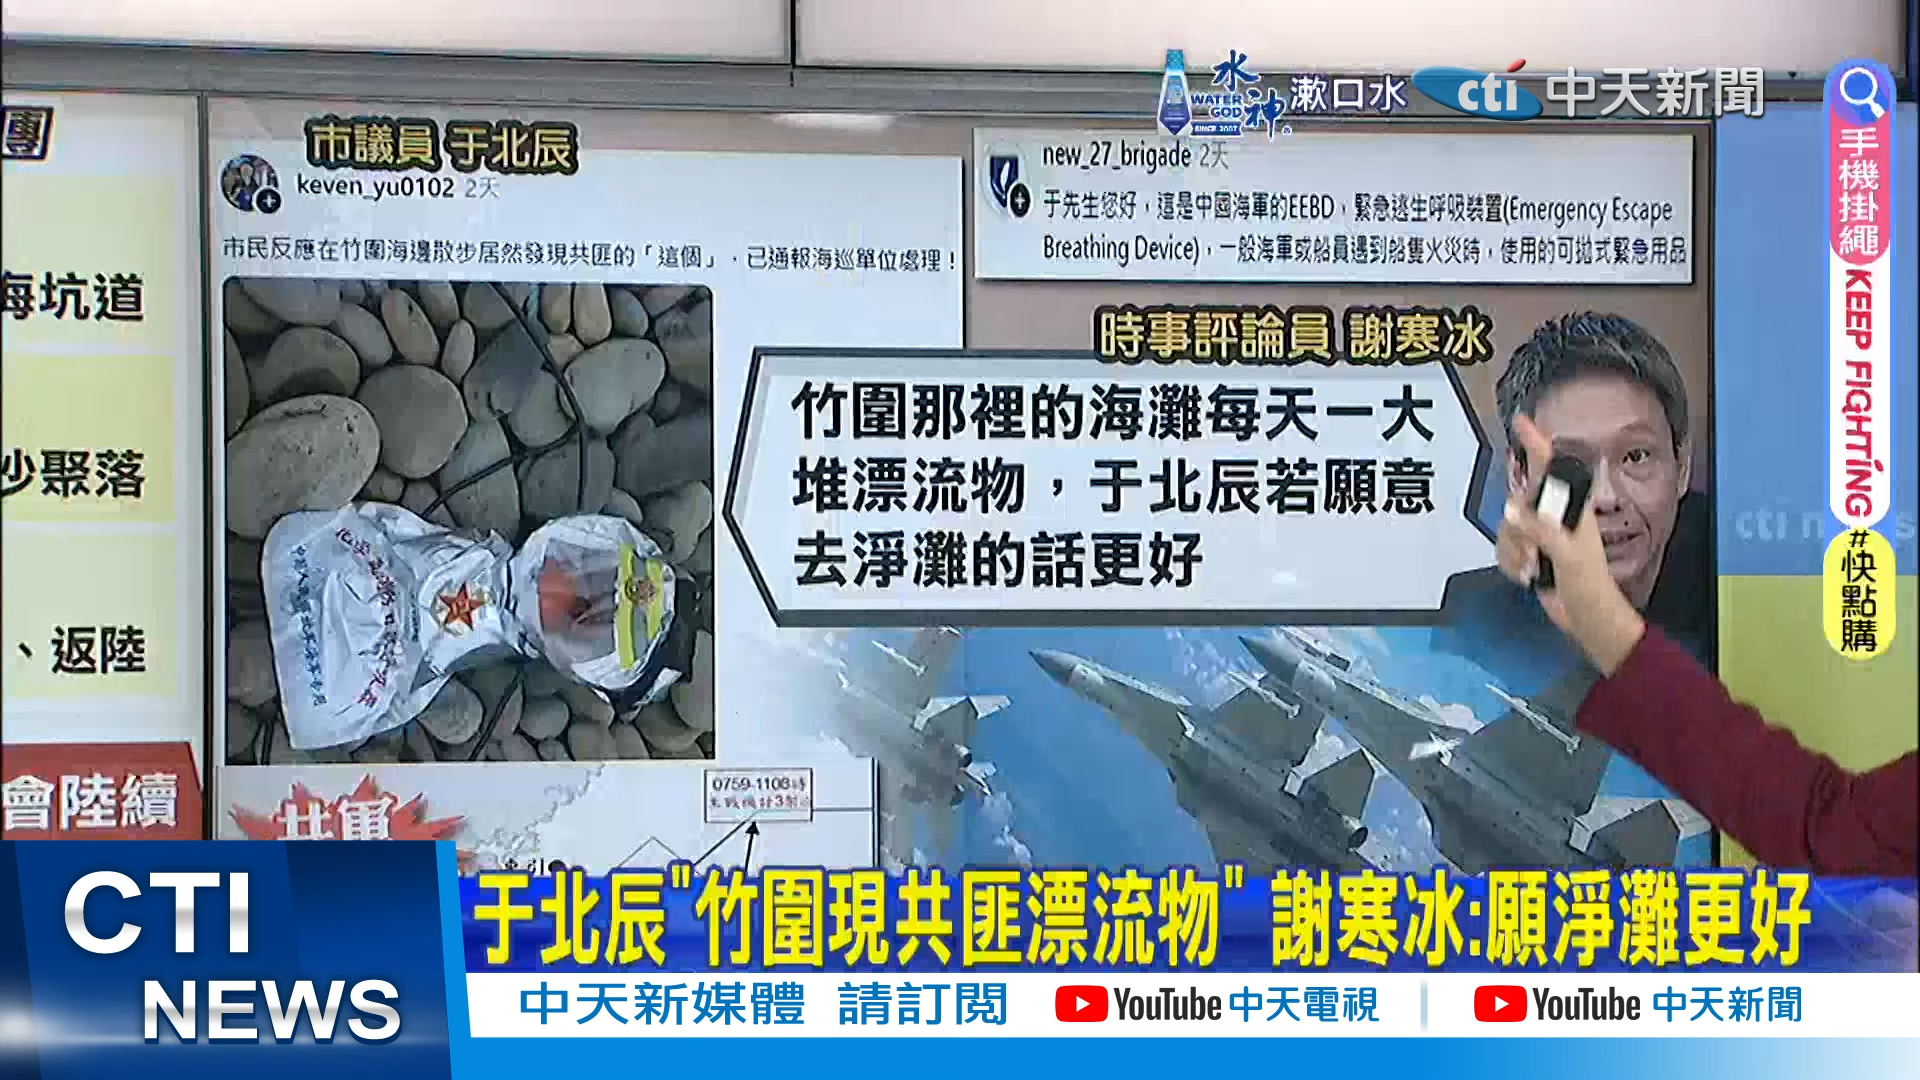 水神
WATER GOD
SINCE 2007
漱口水
cti 中天新聞
手機掛繩
KEEP FIGHTING
#快點購
團
海坑道
沙聚落
、返陸
會陸續
市議員 于北辰
keven_yu0102 2天
市民反應在竹圍海邊散步居然發現共匪的「這個」，已通報海巡單位處理！
new_27_brigade 2天
于先生您好，這是中國海軍的EEBD，緊急逃生呼吸裝置(Emergency Escape
Breathing Device)，一般海軍或船員遇到船隻火災時，使用的可拋式緊急用品
時事評論員 謝寒冰
竹圍那裡的海灘每天一大
堆漂流物，于北辰若願意
去淨灘的話更好
共軍
0759-1108時
cti news
CTI
NEWS
于北辰"竹圍現共匪漂流物" 謝寒冰:願淨灘更好
中天新媒體 請訂閱 YouTube 中天電視 | YouTube 中天新聞